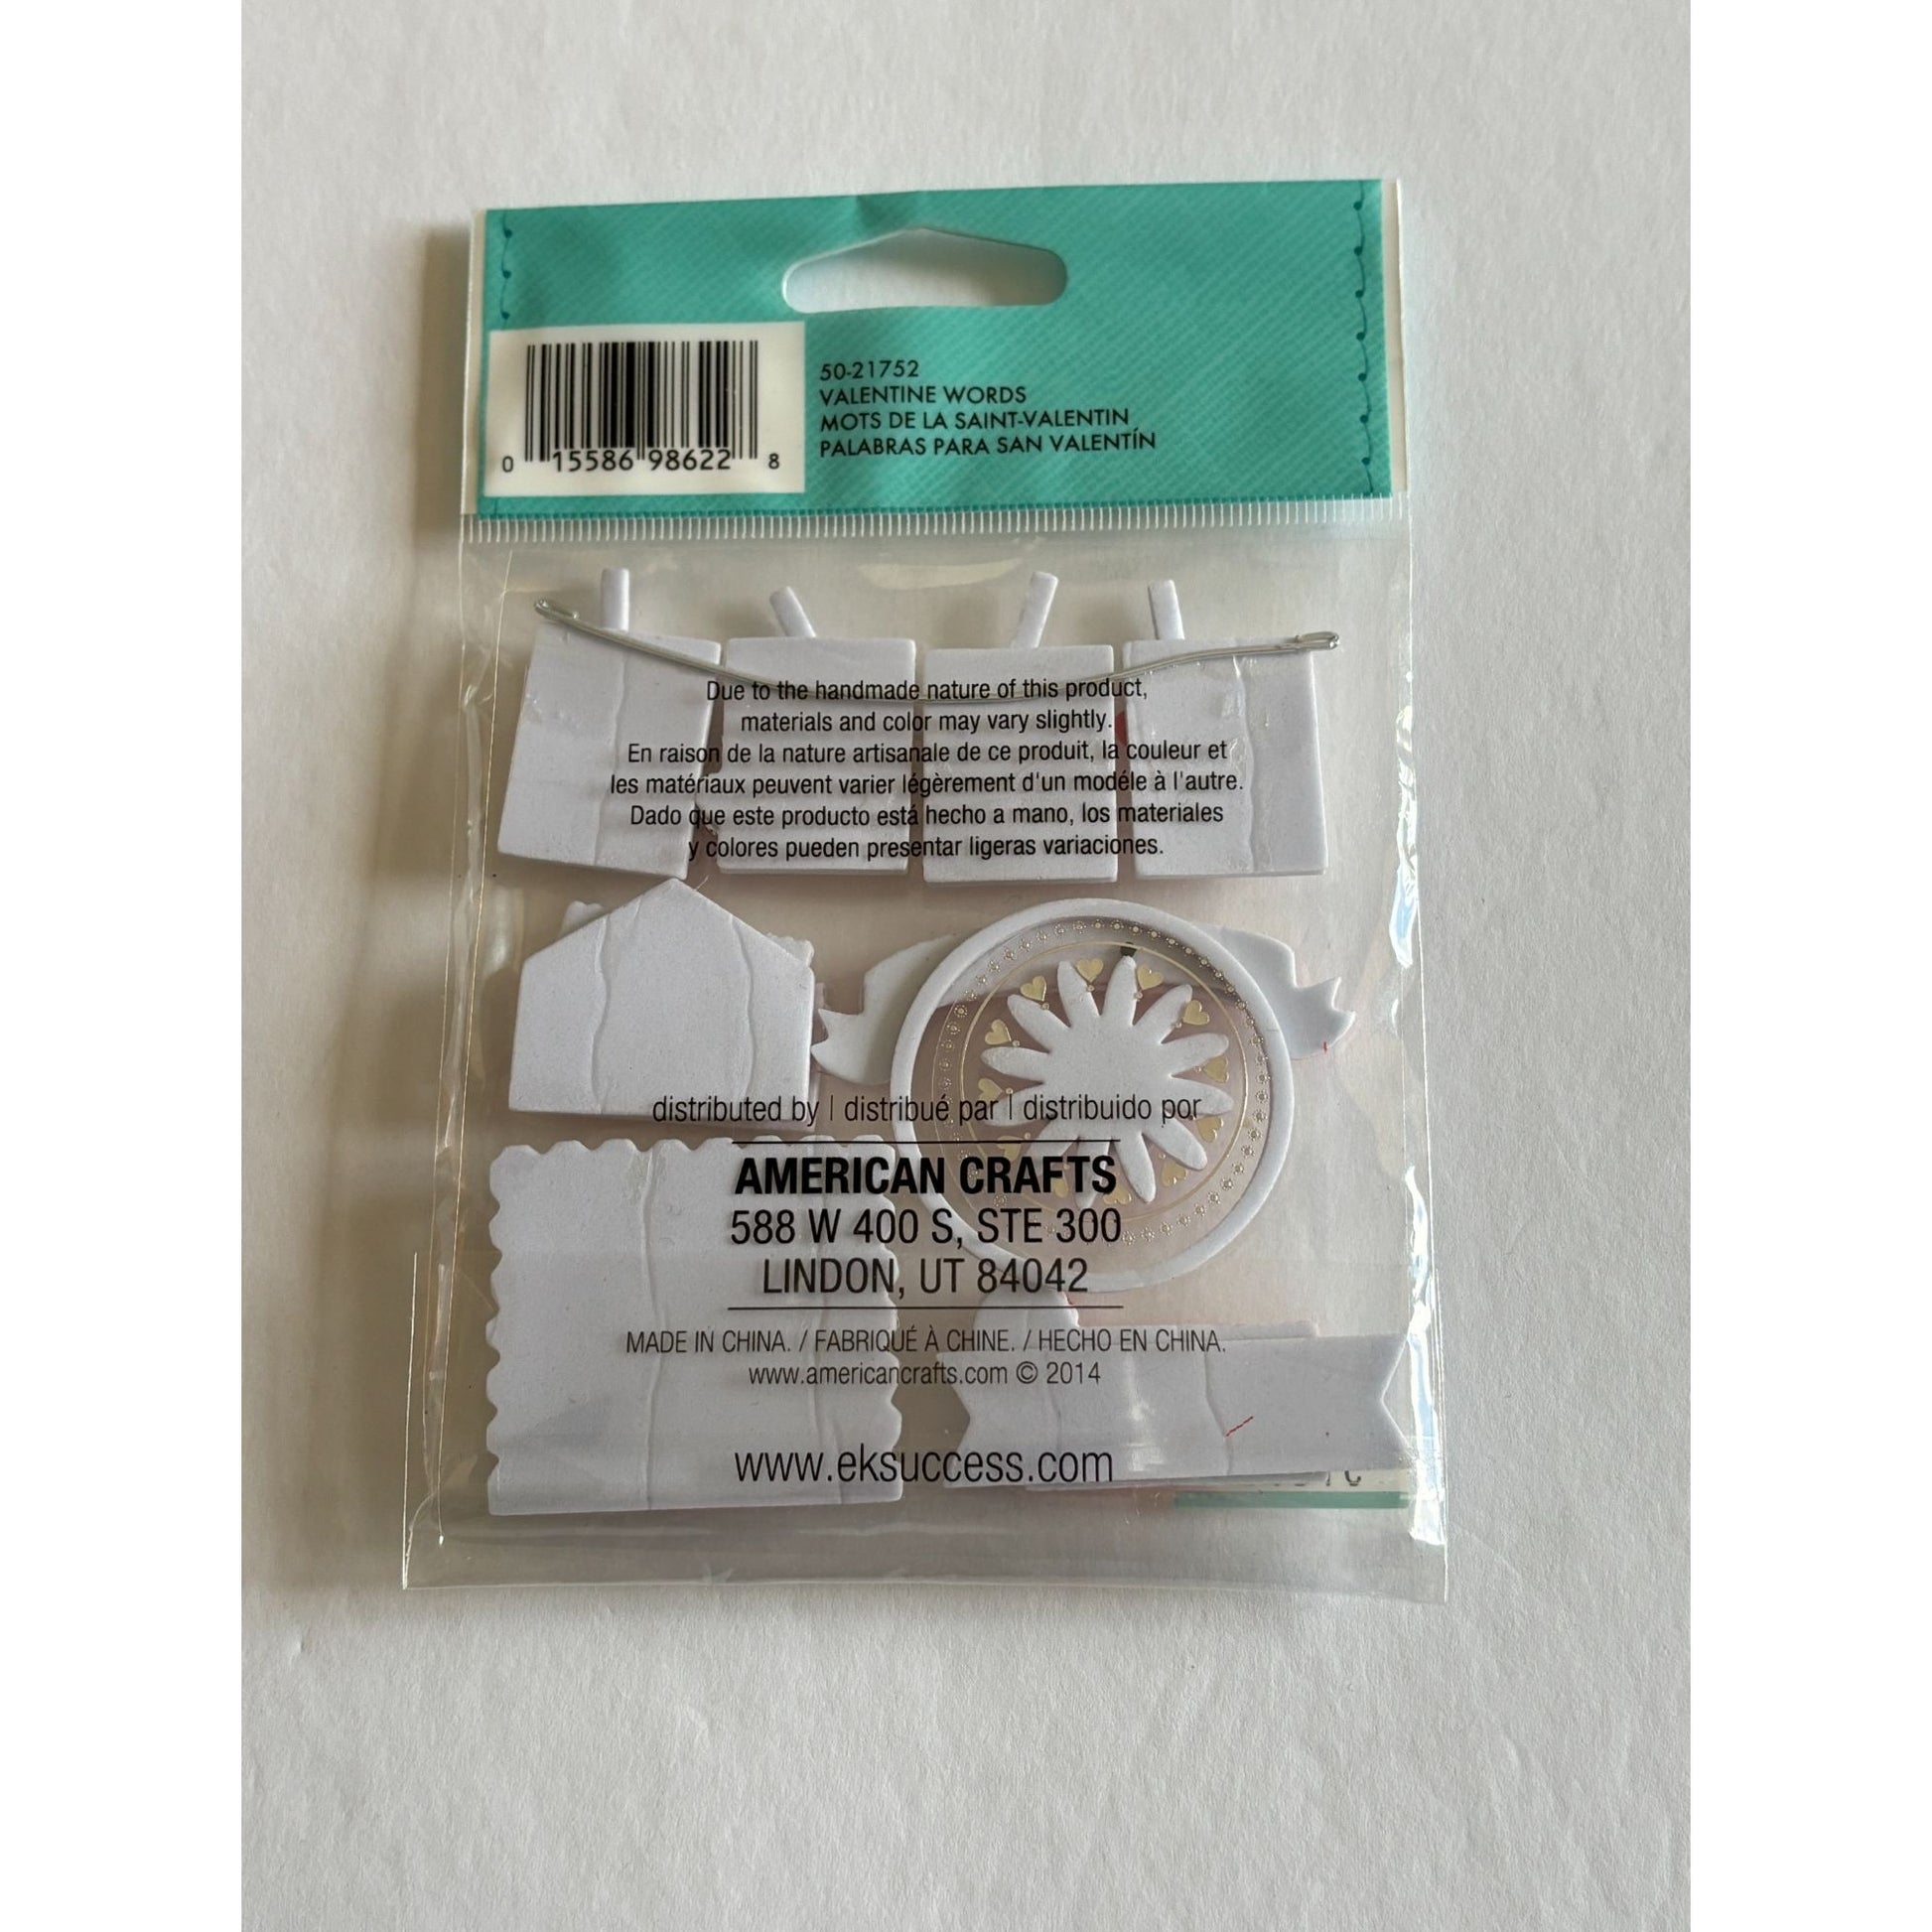 0 15586 98622 8
50-21752
VALENTINE WORDS
MOTS DE LA SAINT-VALENTIN
PALABRAS PARA SAN VALENTÍN
Due to the handmade nature of this product,
materials and color may vary slightly.
En raison de la nature artisanale de ce produit, la couleur et
les matériaux peuvent varier légèrement d'un modéle à l'autre.
Dado que este producto está hecho a mano, los materiales
y colores pueden presentar ligeras variaciones.
distributed by | distribué par | distribuido por
AMERICAN CRAFTS
588 W 400 S, STE 300
LINDON, UT 84042
MADE IN CHINA. / FABRIQUÉ À CHINE. / HECHO EN CHINA.
www.americancrafts.com © 2014
www.eksuccess.com